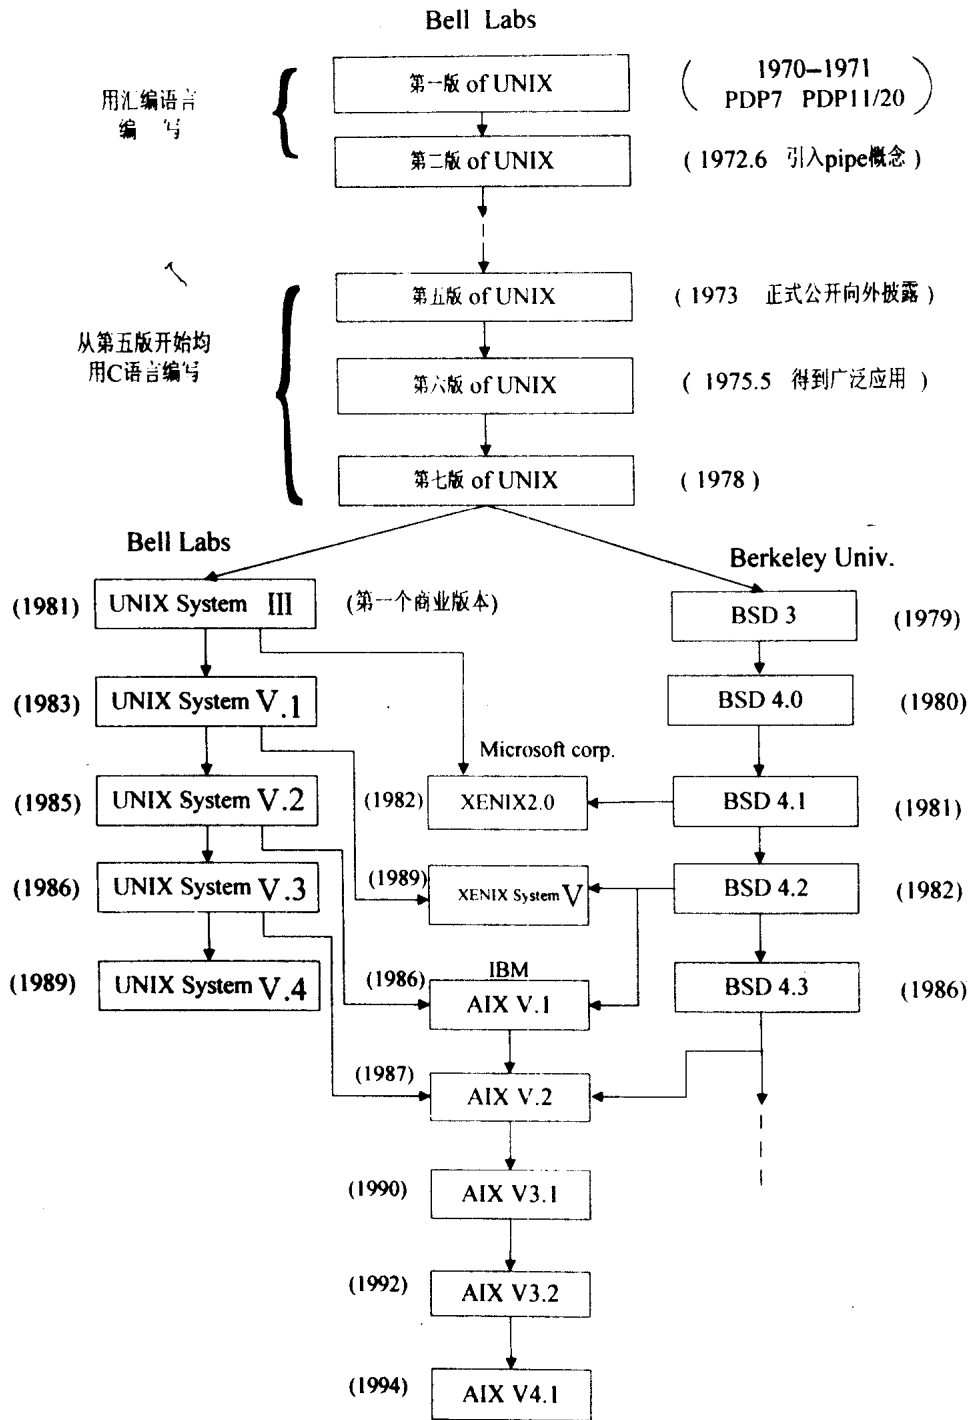 Bell Labs
用汇编语言
编 写
第一版 of UNIX
( 1970–1971
PDP7 PDP11/20 )
第二版 of UNIX
( 1972.6 引入pipe概念 )
从第五版开始均
用C语言编写
第五版 of UNIX
( 1973 正式公开向外披露 )
第六版 of UNIX
( 1975.5 得到广泛应用 )
第七版 of UNIX
( 1978 )
Bell Labs
Berkeley Univ.
(1981)
UNIX System III
(第一个商业版本)
BSD 3
(1979)
(1983)
UNIX System V.1
BSD 4.0
(1980)
Microsoft corp.
(1985)
UNIX System V.2
(1982)
XENIX2.0
BSD 4.1
(1981)
(1986)
UNIX System V.3
(1989)
XENIX System V
BSD 4.2
(1982)
IBM
(1989)
UNIX System V.4
(1986)
AIX V.1
BSD 4.3
(1986)
(1987)
AIX V.2
(1990)
AIX V3.1
(1992)
AIX V3.2
(1994)
AIX V4.1